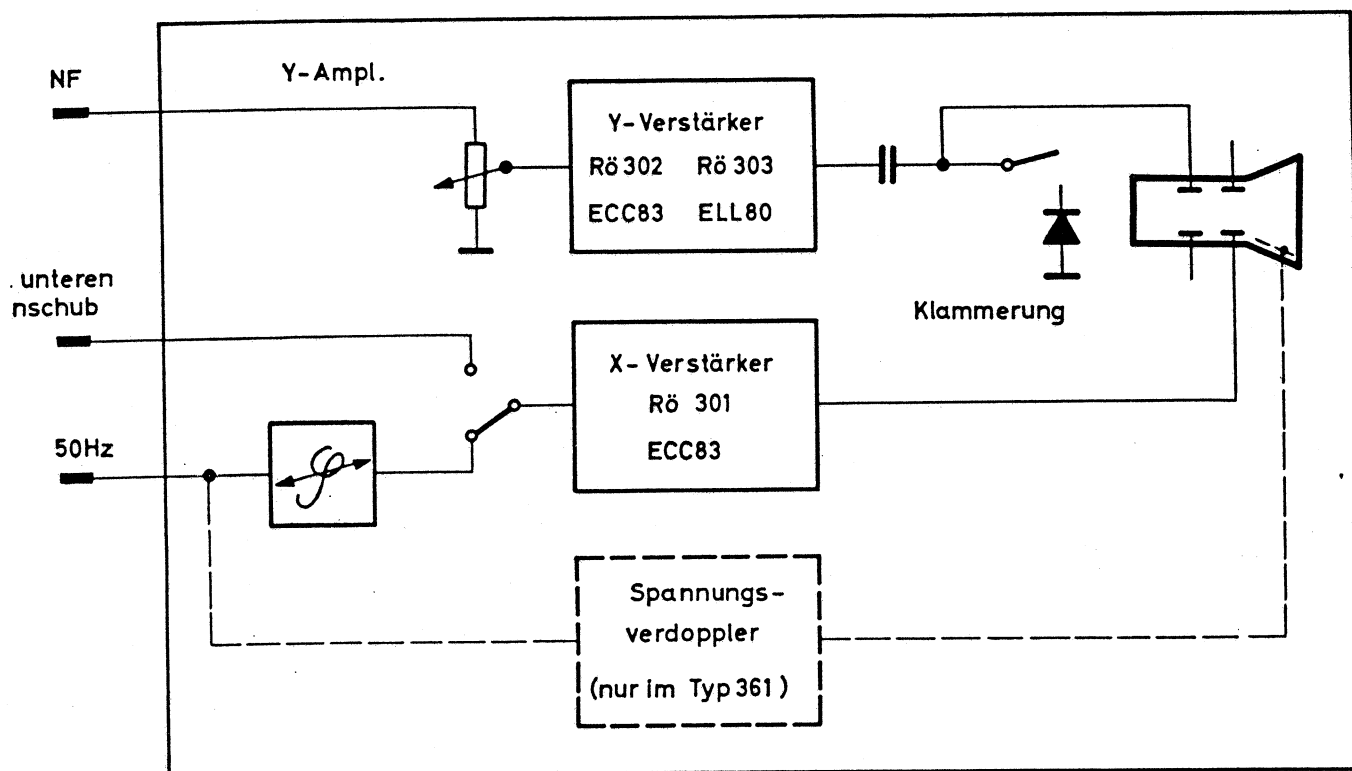 NF
Y-Ampl.
Y-Verstärker
Rö 302 Rö 303
ECC83 ELL80
. unteren
nschub
Klammerung
X-Verstärker
Rö 301
ECC83
50Hz
φ
Spannungs-
verdoppler
(nur im Typ 361)